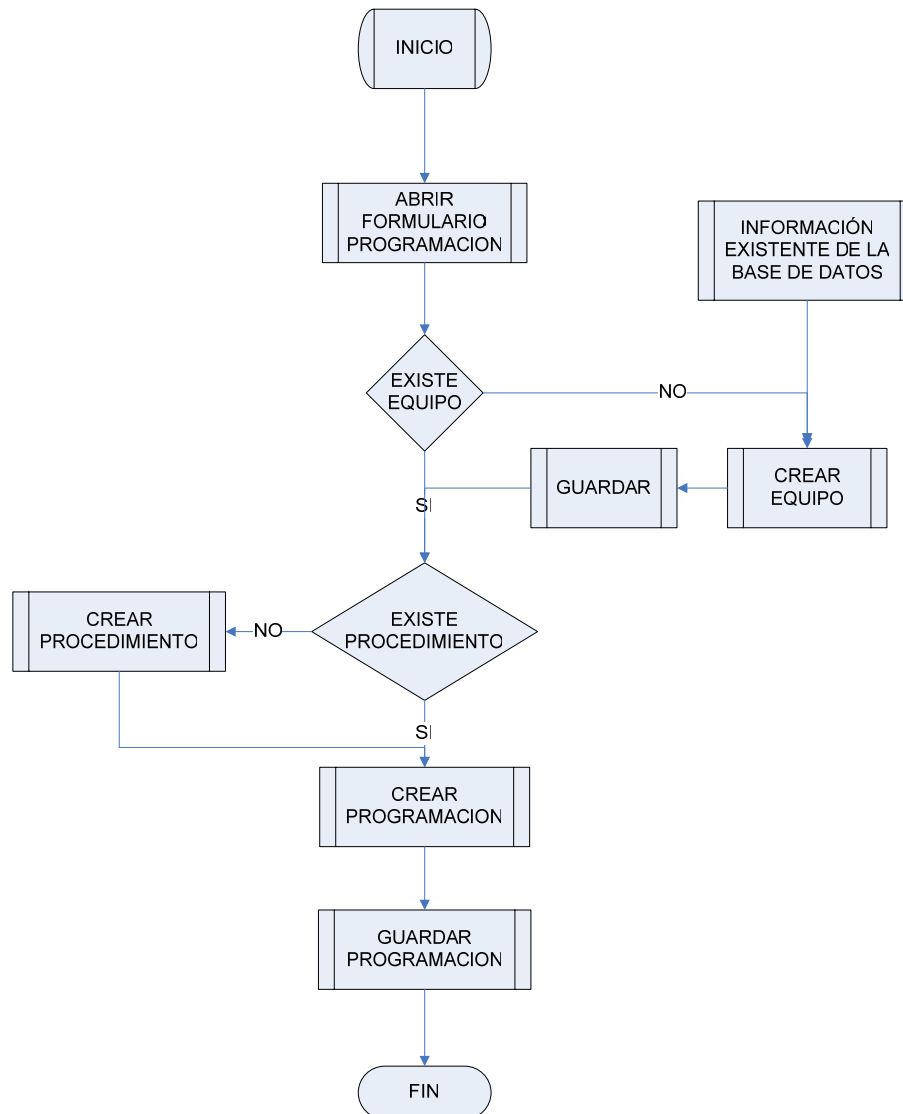 INICIO
ABRIR
FORMULARIO
PROGRAMACION
INFORMACIÓN
EXISTENTE DE LA
BASE DE DATOS
EXISTE
EQUIPO
NO
CREAR
EQUIPO
GUARDAR
SI
EXISTE
PROCEDIMIENTO
NO
CREAR
PROCEDIMIENTO
SI
CREAR
PROGRAMACION
GUARDAR
PROGRAMACION
FIN